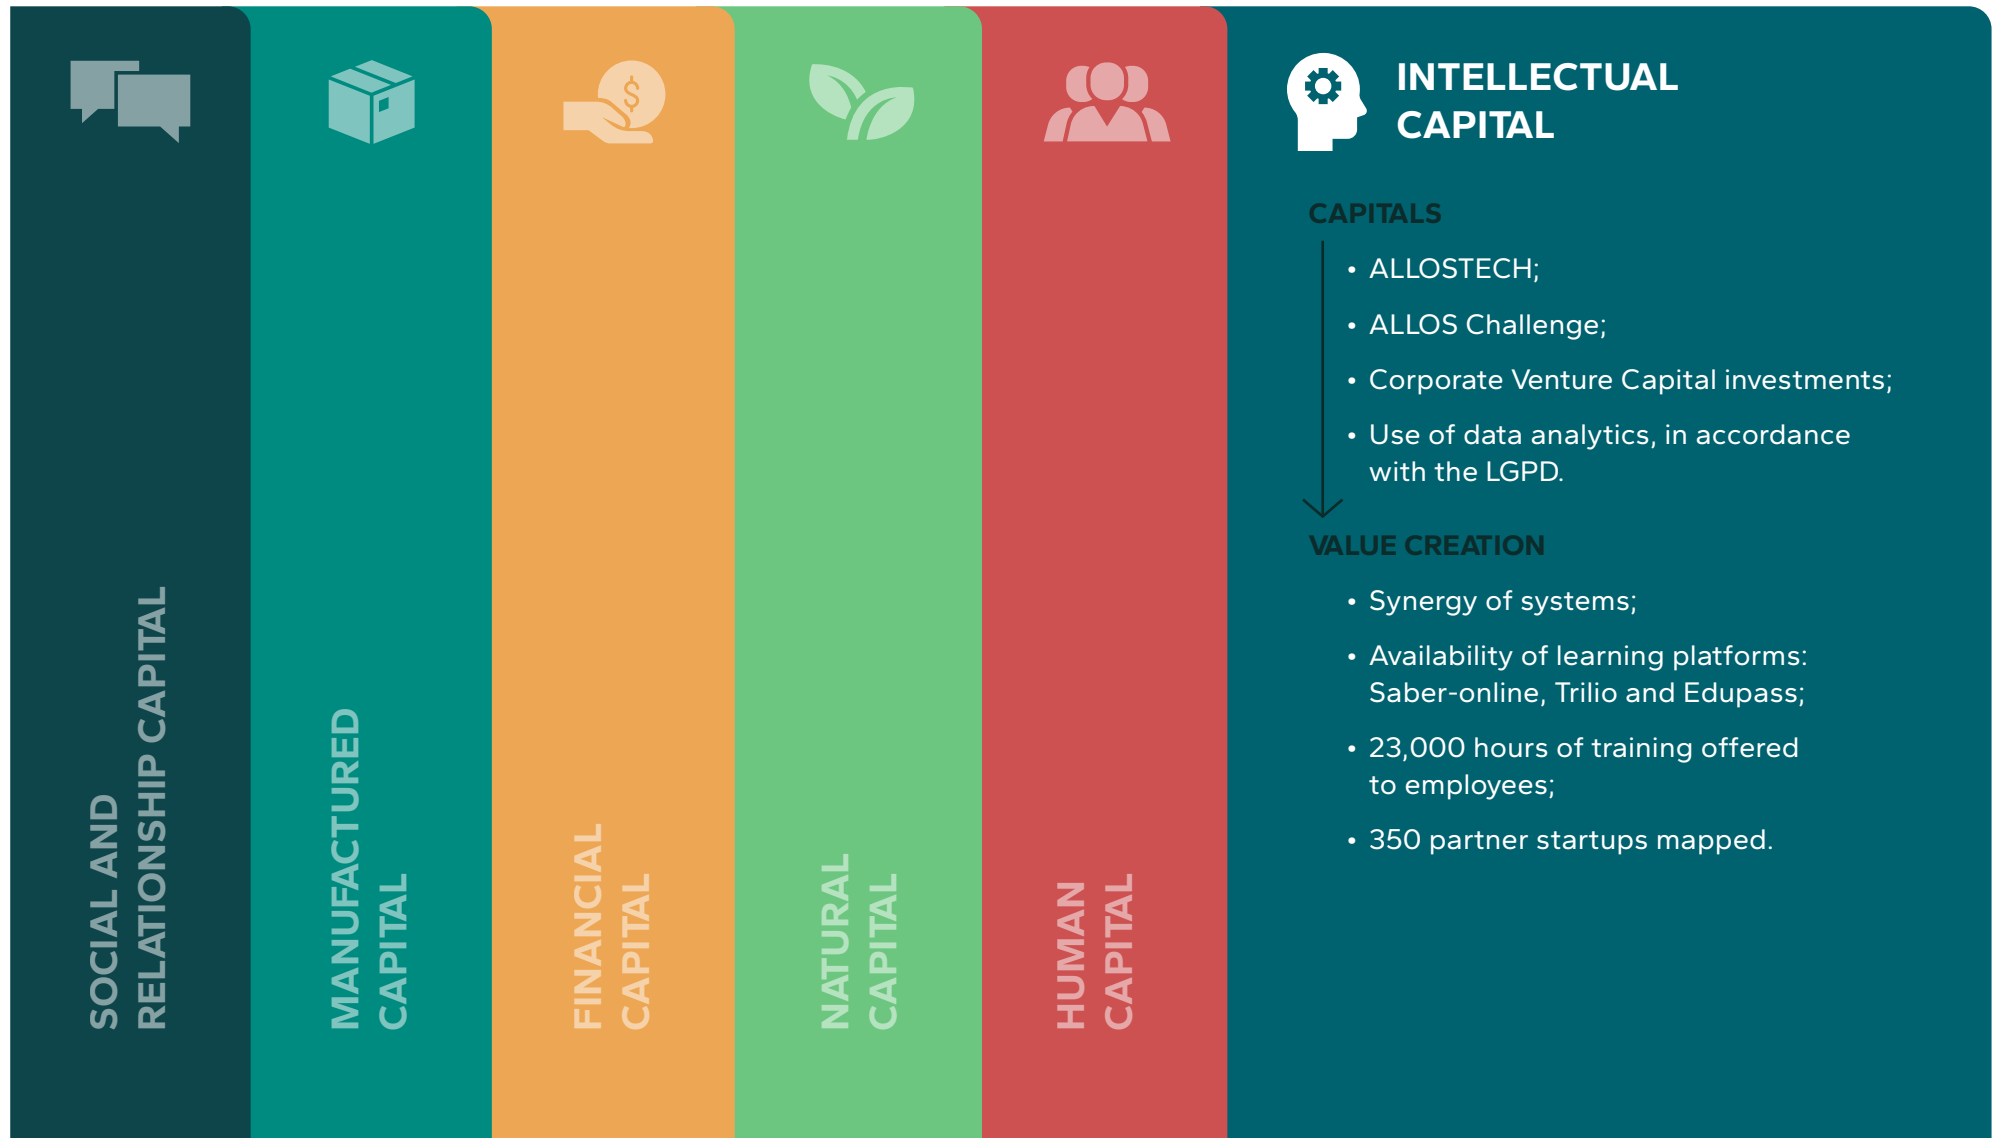 SOCIAL AND
RELATIONSHIP CAPITAL
MANUFACTURED
CAPITAL
FINANCIAL
CAPITAL
NATURAL
CAPITAL
HUMAN
CAPITAL
INTELLECTUAL
CAPITAL
CAPITALS
• ALLOSTECH;
• ALLOS Challenge;
• Corporate Venture Capital investments;
• Use of data analytics, in accordance
with the LGPD.
VALUE CREATION
• Synergy of systems;
• Availability of learning platforms:
Saber-online, Trilio and Edupass;
• 23,000 hours of training offered
to employees;
• 350 partner startups mapped.